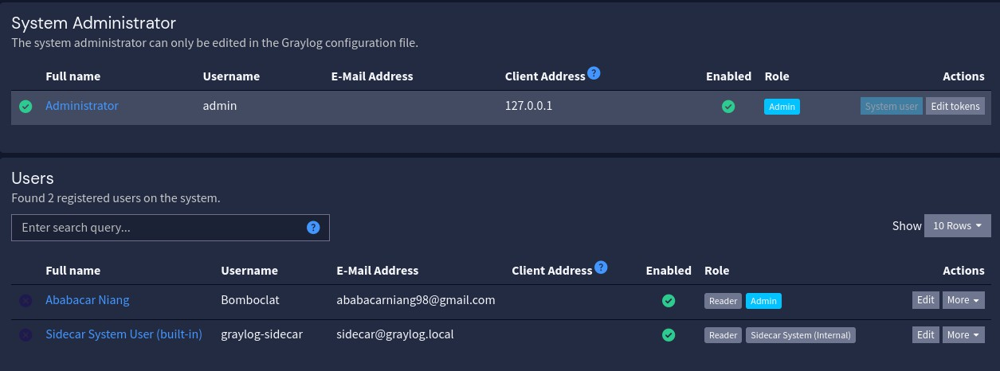 System Administrator
The system administrator can only be edited in the Graylog configuration file.
Full name Username E-Mail Address Client Address ? Enabled Role Actions
Administrator admin 127.0.0.1 Admin System user Edit tokens
Users
Found 2 registered users on the system.
Enter search query... ? Show 10 Rows
Full name Username E-Mail Address Client Address ? Enabled Role Actions
Ababacar Niang Bomboclat ababacarniang98@gmail.com Reader Admin Edit More
Sidecar System User (built-in) graylog-sidecar sidecar@graylog.local Reader Sidecar System (Internal) Edit More